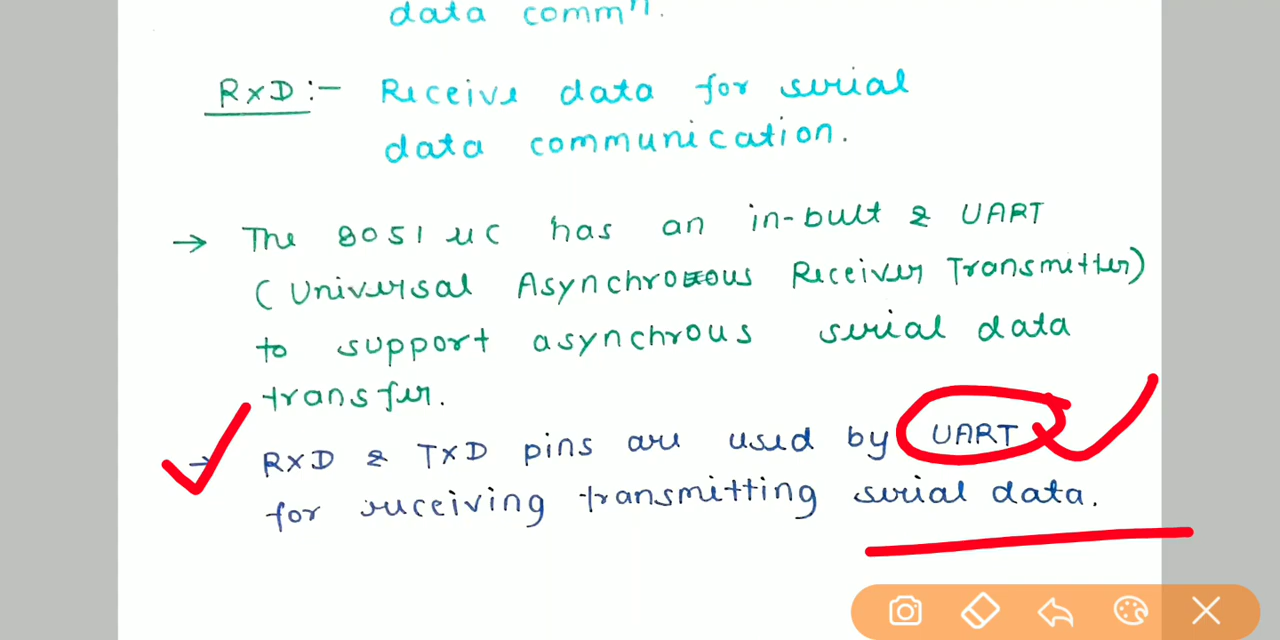 data commⁿ.
RXD :- Receive data for serial
data communication.
→ The 8051 uC has an in-bult & UART
(Universal Asynchronous Receiver Transmitter)
to support asynchrous serial data
transfer.
→ RXD & TXD pins are used by UART
for receiving transmitting serial data.